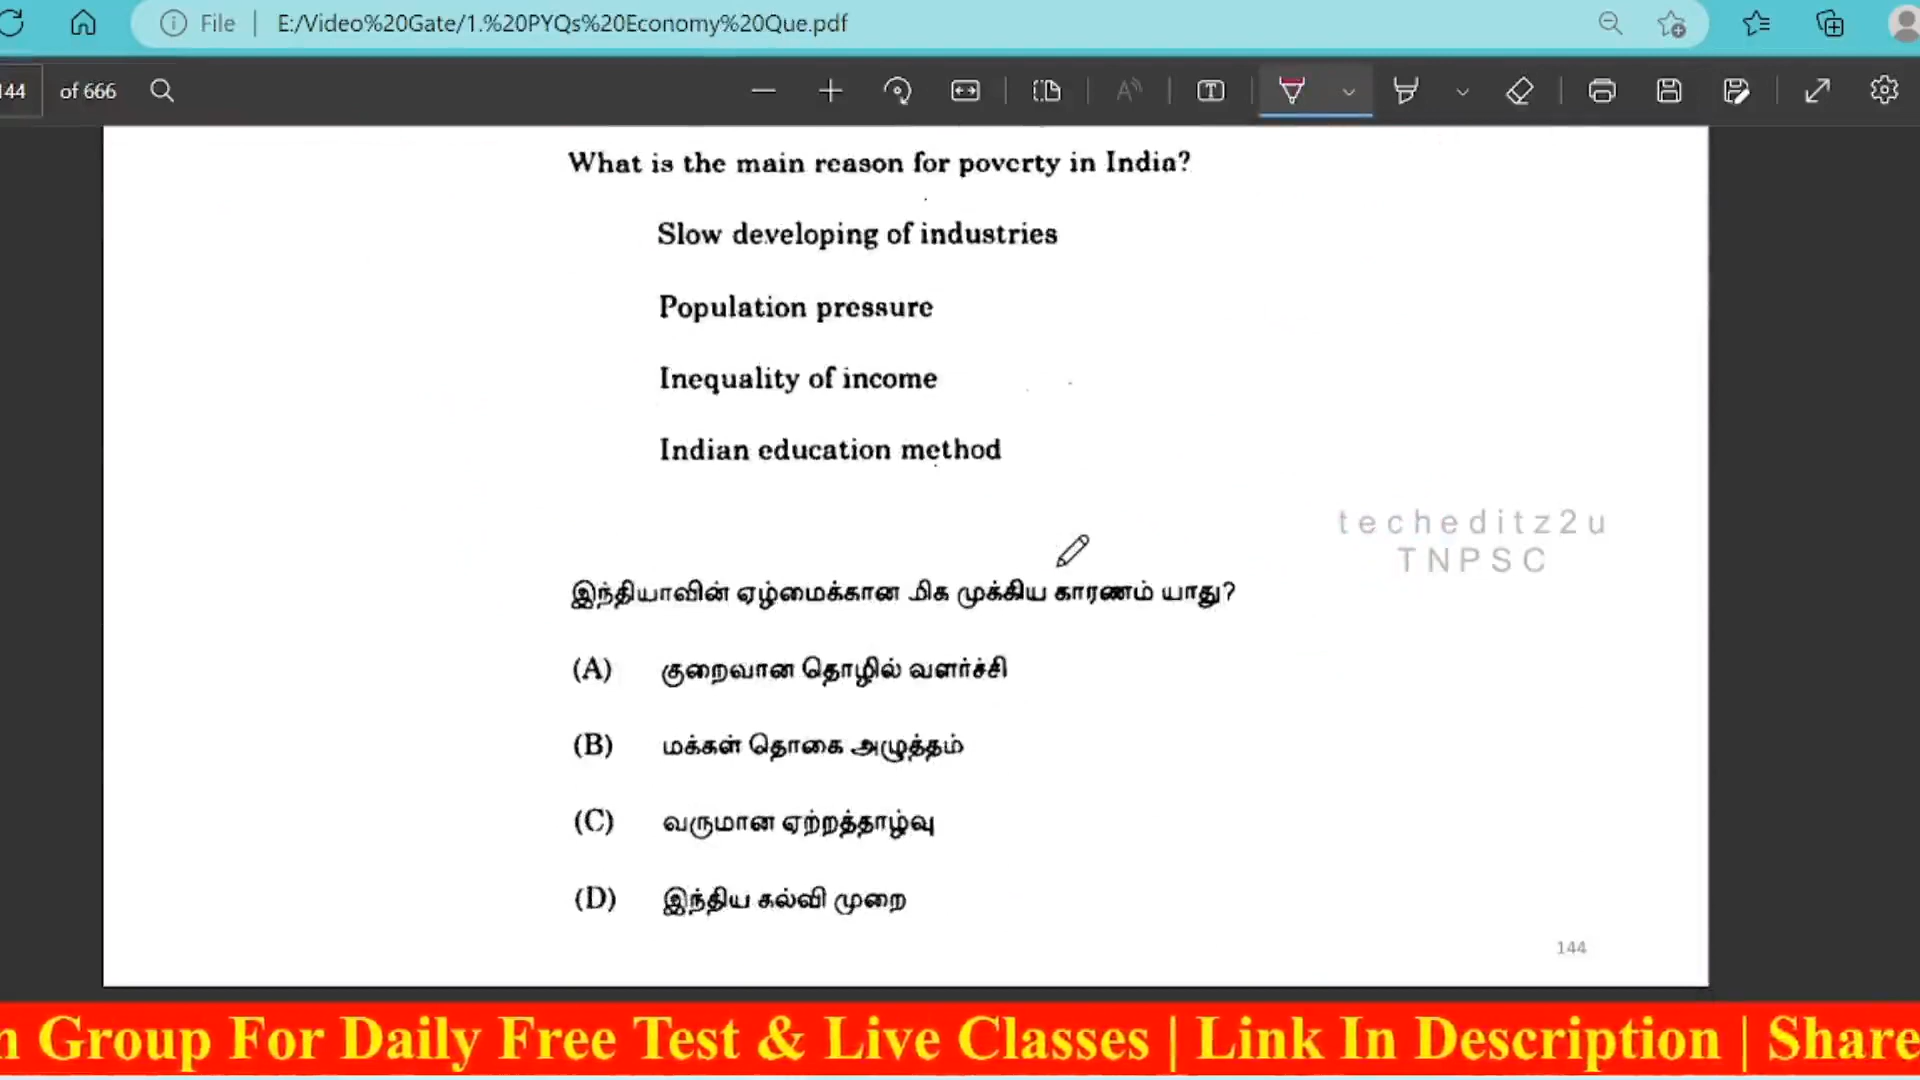 File | E:/Video%20Gate/1.%20PYQs%20Economy%20Que.pdf
144 of 666
What is the main reason for poverty in India?
Slow developing of industries
Population pressure
Inequality of income
Indian education method
techeditz2u
TNPSC
இந்தியாவின் ஏழ்மைக்கான மிக முக்கிய காரணம் யாது?
(A) குறைவான தொழில் வளர்ச்சி
(B) மக்கள் தொகை அழுத்தம்
(C) வருமான ஏற்றத்தாழ்வு
(D) இந்திய கல்வி முறை
144
Group For Daily Free Test & Live Classes | Link In Description | Share